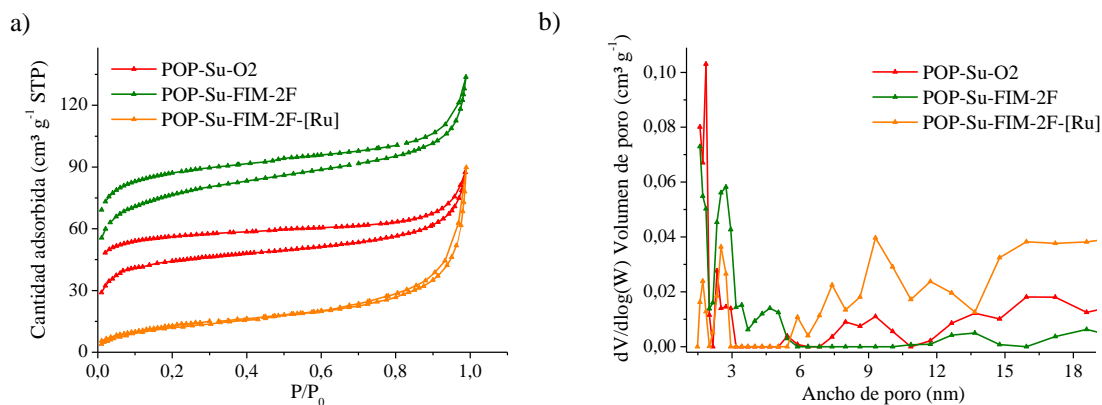 a)
Cantidad adsorbida (cm³ g⁻¹ STP)
120
90
60
30
0
POP-Su-O2
POP-Su-FIM-2F
POP-Su-FIM-2F-[Ru]
0,0 0,2 0,4 0,6 0,8 1,0
P/P₀
b)
dV/dlog(W) Volumen de poro (cm³ g⁻¹)
0,10
0,08
0,06
0,04
0,02
0,00
POP-Su-O2
POP-Su-FIM-2F
POP-Su-FIM-2F-[Ru]
3 6 9 12 15 18
Ancho de poro (nm)